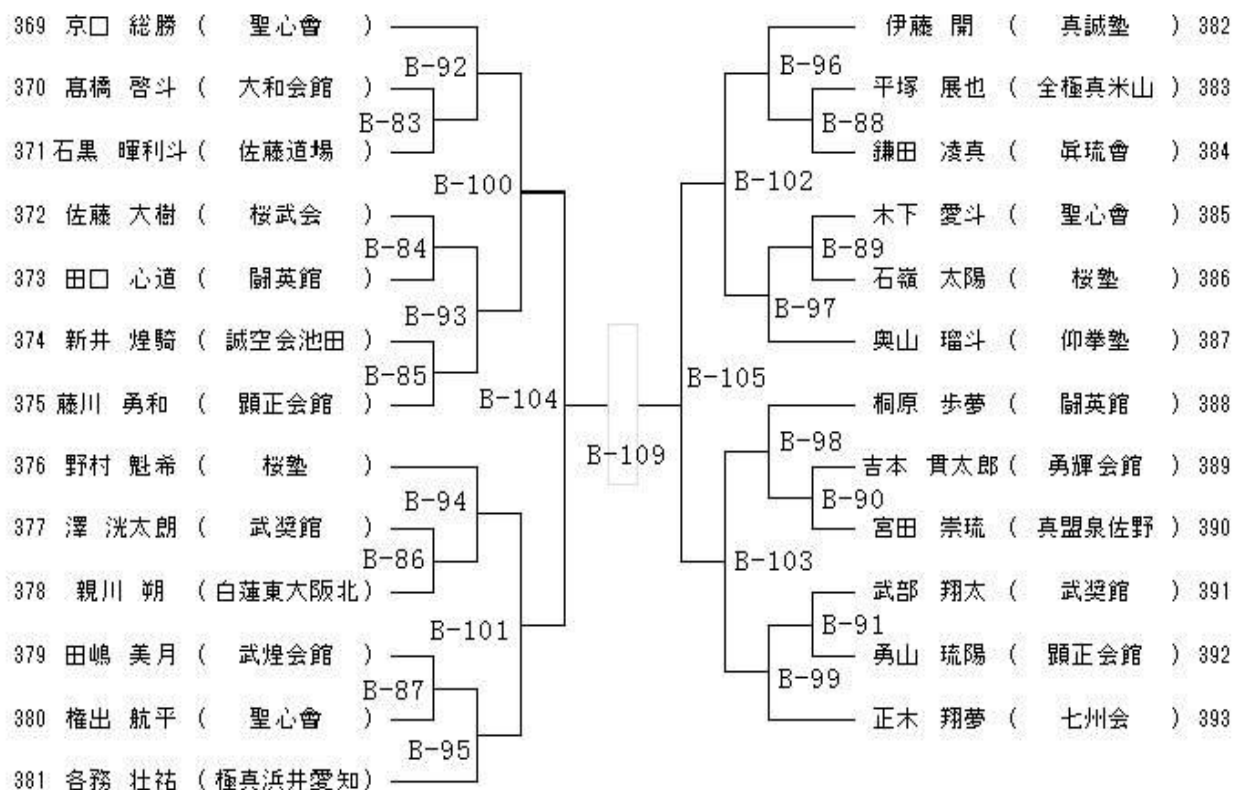 369 京口 総勝 ( 聖心會 )
B-92
370 髙橋 啓斗 ( 大和会館 )
B-83
371 石黒 暉利斗 ( 佐藤道場 )
B-100
372 佐藤 大樹 ( 桜武会 )
B-84
373 田口 心道 ( 闘英館 )
B-93
374 新井 煌騎 ( 誠空会池田 )
B-85
375 藤川 勇和 ( 顕正会館 )
B-104
376 野村 魁希 ( 桜塾 )
B-94
377 澤 洸太朗 ( 武奨館 )
B-86
378 親川 朔 ( 白蓮東大阪北 )
B-101
379 田嶋 美月 ( 武煌会館 )
B-87
380 権出 航平 ( 聖心會 )
B-95
381 各務 壮祐 ( 極真浜井愛知 )
B-109
伊藤 開 ( 真誠塾 ) 382
B-96
平塚 展也 ( 全極真米山 ) 383
B-88
鎌田 凌真 ( 眞琉會 ) 384
B-102
木下 愛斗 ( 聖心會 ) 385
B-89
石嶺 太陽 ( 桜塾 ) 386
B-97
奥山 瑠斗 ( 仰拳塾 ) 387
B-105
桐原 歩夢 ( 闘英館 ) 388
B-98
吉本 貫太郎 ( 勇輝会館 ) 389
B-90
宮田 崇琉 ( 真盟泉佐野 ) 390
B-103
武部 翔太 ( 武奨館 ) 391
B-91
勇山 琉陽 ( 顕正会館 ) 392
B-99
正木 翔夢 ( 七州会 ) 393